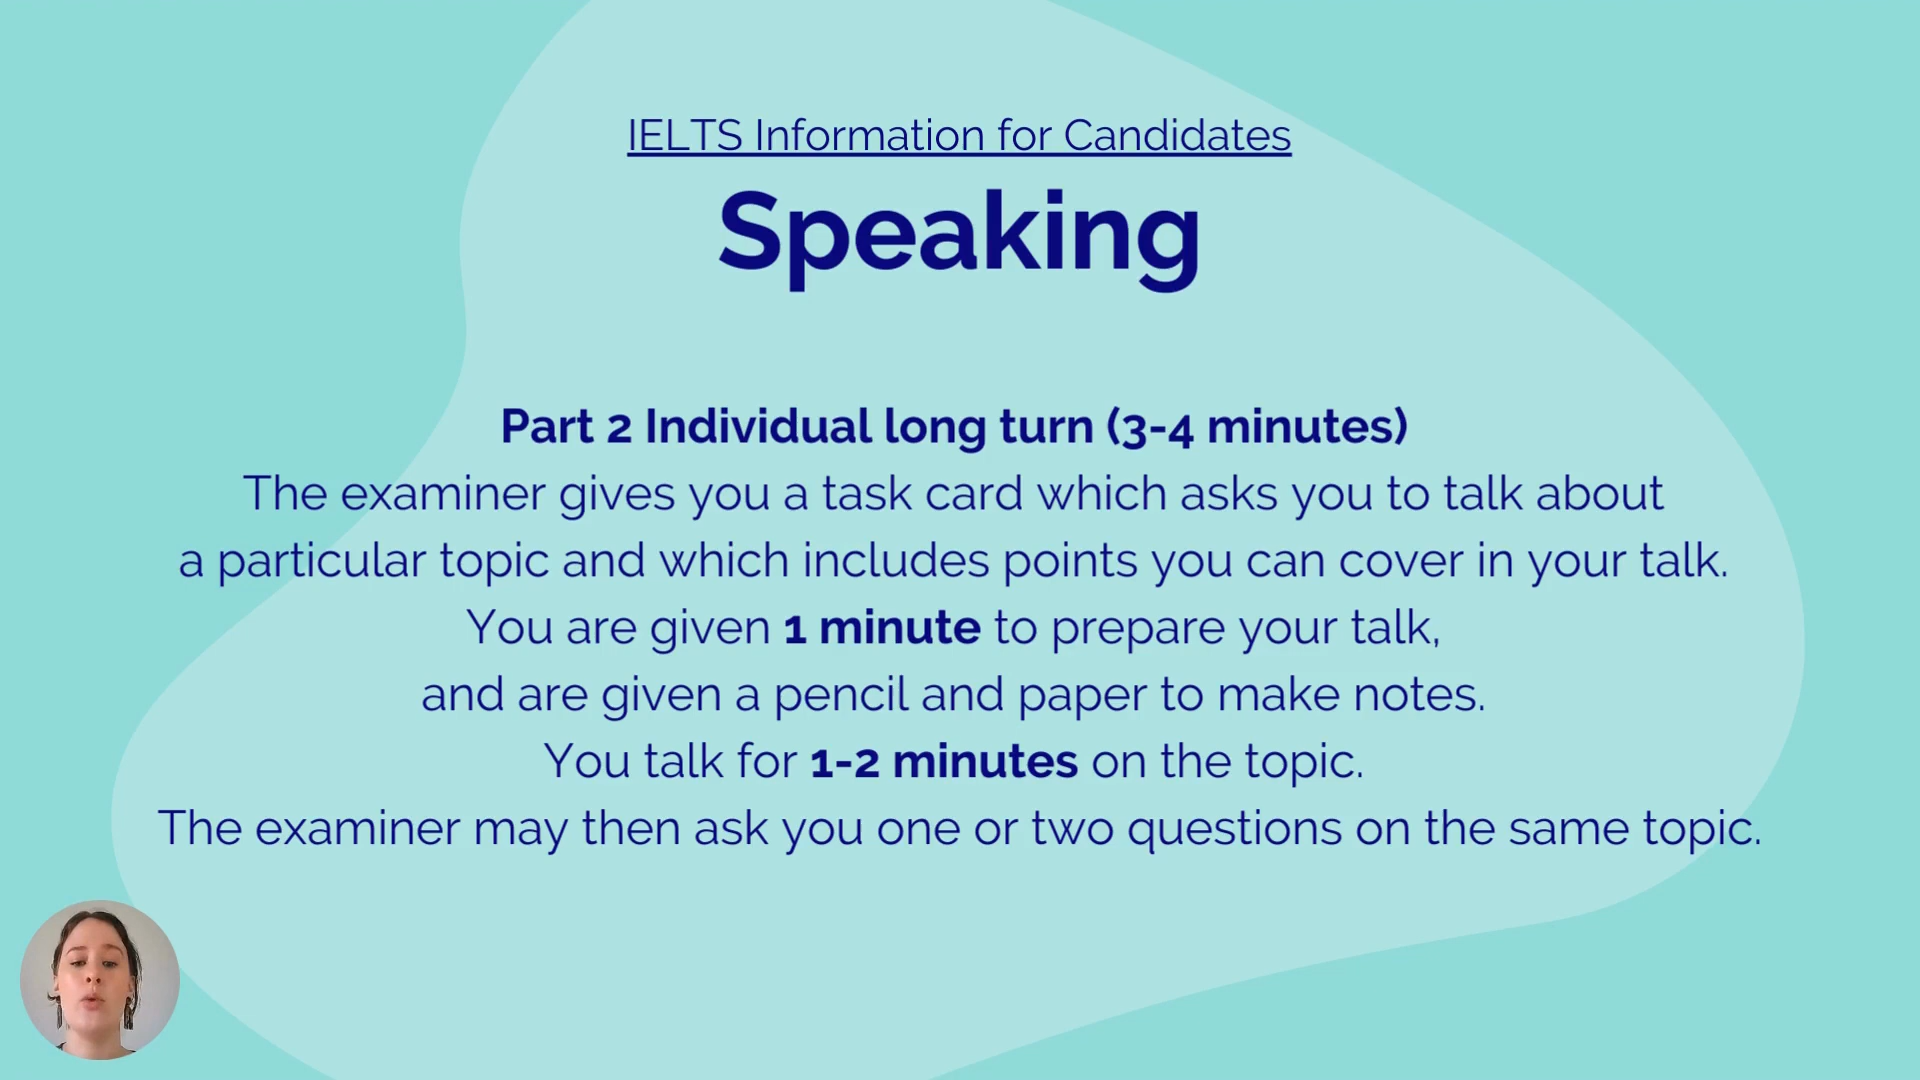 IELTS Information for Candidates
Speaking
Part 2 Individual long turn (3-4 minutes)
The examiner gives you a task card which asks you to talk about
a particular topic and which includes points you can cover in your talk.
You are given 1 minute to prepare your talk,
and are given a pencil and paper to make notes.
You talk for 1-2 minutes on the topic.
The examiner may then ask you one or two questions on the same topic.